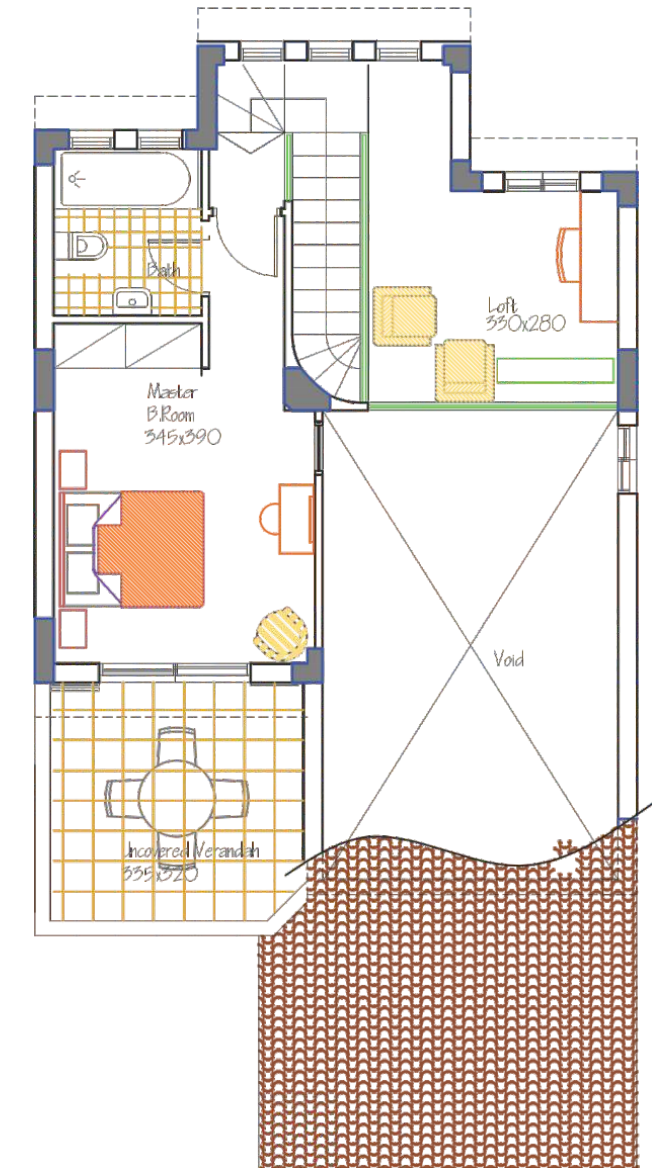 Bath
Loft
330x280
Master
B.Room
345x390
Void
Uncovered Verandah
335x320